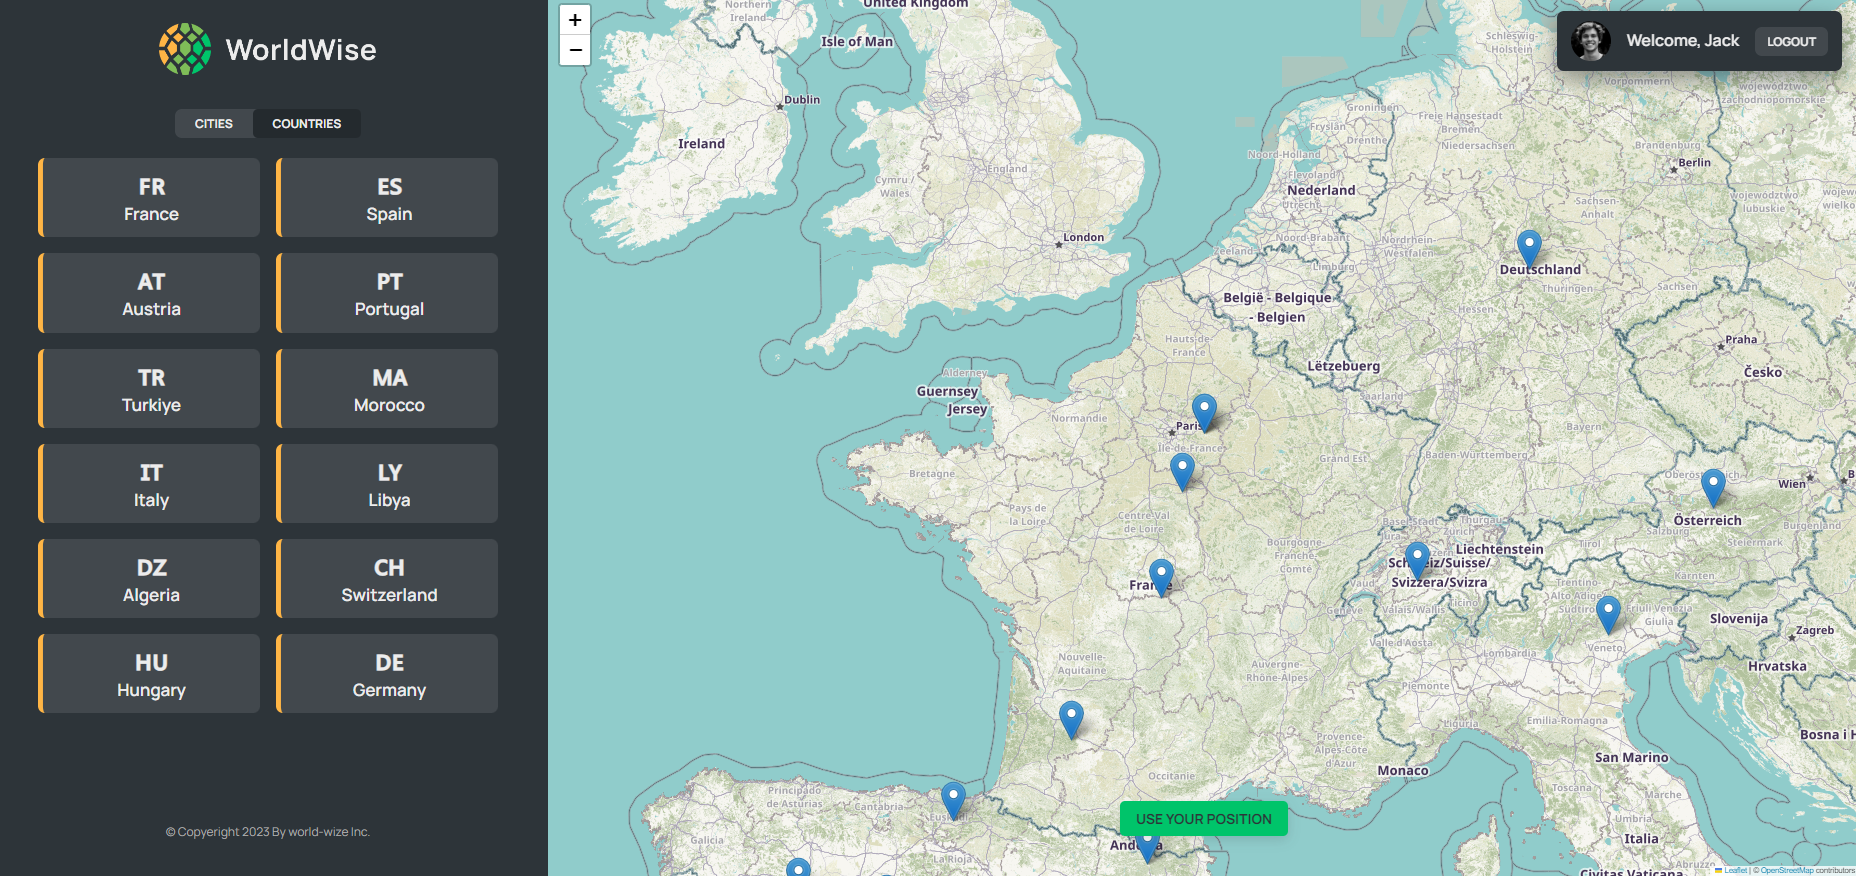 WorldWise
CITIES
COUNTRIES
FR
France
ES
Spain
AT
Austria
PT
Portugal
TR
Turkiye
MA
Morocco
IT
Italy
LY
Libya
DZ
Algeria
CH
Switzerland
HU
Hungary
DE
Germany
© Copyright 2023 By world-wize Inc.
+
−
Welcome, Jack
LOGOUT
United Kingdom
Northern
Ireland
Isle of Man
Dublin
Ireland
Cymru /
Wales
England
London
Schleswig-
Holstein
Vorpommern
województwo
zachodniopomorskie
Groningen
Fryslân
Drenthe
Freie Hansestadt
Bremen
Niedersachsen
Brandenburg
Berlin
Noord-Holland
Flevoland
Nederland
Utrecht
Sachsen-
Anhalt
województwo
lubuskie
Zeeland
Noord-Brabant
Limburg
Nordrhein-
Westfalen
Deutschland
Thüringen
Sachsen
België - Belgique
- Belgien
Hessen
Hauts-de-
France
Lëtzebuerg
Saarland
Praha
Česko
Alderney
Guernsey
Jersey
Normandie
Paris
Île-de-France
Grand Est
Baden-Württemberg
Bayern
Bretagne
Pays de
la Loire
Centre-Val
de Loire
Bourgogne-
Franche-
Comté
Wien
Österreich
Burgenland
Salzburg
Steiermark
Basel-Stadt
Jura
Thurgau
Zürich
Liechtenstein
Tirol
Kärnten
Svizzera/Svizra
Vaud
Genève
Valais/Wallis
Ticino
France
Trentino-
Alto Adige
Südtirol
Friuli Venezia
Giulia
Slovenija
Zagreb
Hrvatska
Valle d'Aosta
Lombardia
Veneto
Piemonte
Nouvelle-
Aquitaine
Auvergne-
Rhône-Alpes
Liguria
Emilia-Romagna
Bosna i H
Provence-
Alpes-Côte
d'Azur
Monaco
San Marino
Occitanie
Toscana
Marche
Principado
de Asturias
Cantabria
Euskadi
Galicia
La Rioja
Andorra
USE YOUR POSITION
Italia
Abruzzo
Città del Vaticano
Leaflet | © OpenStreetMap contributors